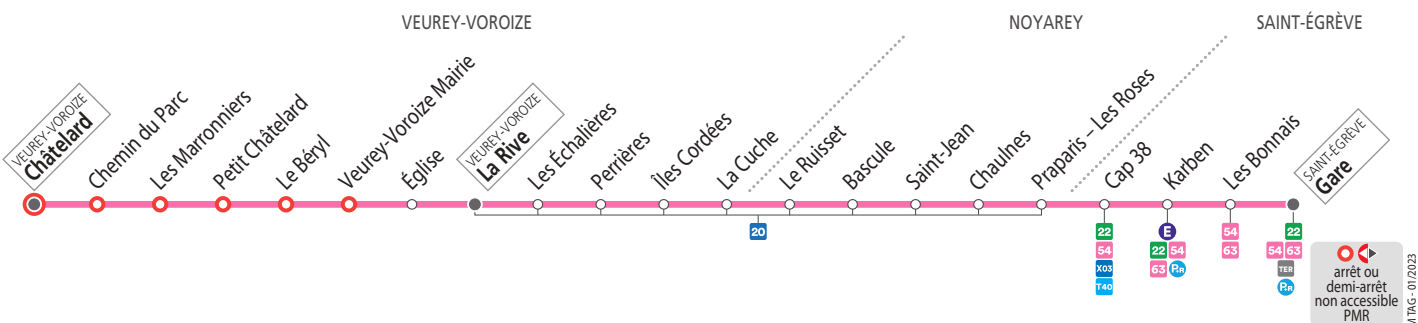 VEUREY-VOROIZE
NOYAREY
SAINT-ÉGRÈVE
VEUREY-VOROIZE
Châtelard
Chemin du Parc
Les Marronniers
Petit Châtelard
Le Béryl
Veurey-Voroize Mairie
Église
VEUREY-VOROIZE
La Rive
Les Échalières
Perrières
Îles Cordées
La Cuche
Le Ruisset
Bascule
Saint-Jean
Chaulnes
Praparis – Les Roses
Cap 38
Karben
Les Bonnais
SAINT-ÉGRÈVE
Gare
20
22
54
X03
T40
E
22 54
63 P+R
54
63
22
54 63
TER
P+R
arrêt ou
demi-arrêt
non accessible
PMR
M TAG - 01/2023